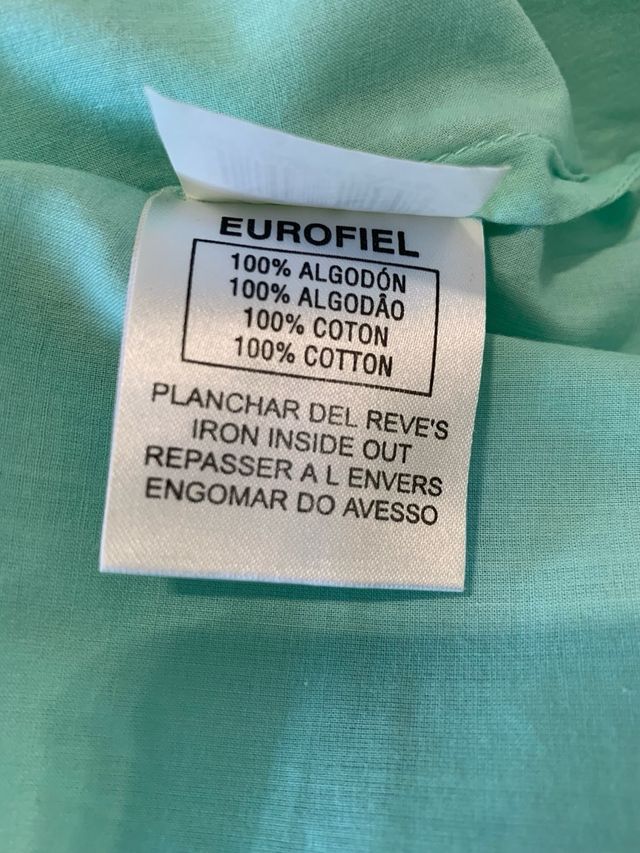 EUROFIEL
100% ALGODÓN
100% ALGODÂO
100% COTON
100% COTTON
PLANCHAR DEL REVE'S
IRON INSIDE OUT
REPASSER A L ENVERS
ENGOMAR DO AVESSO